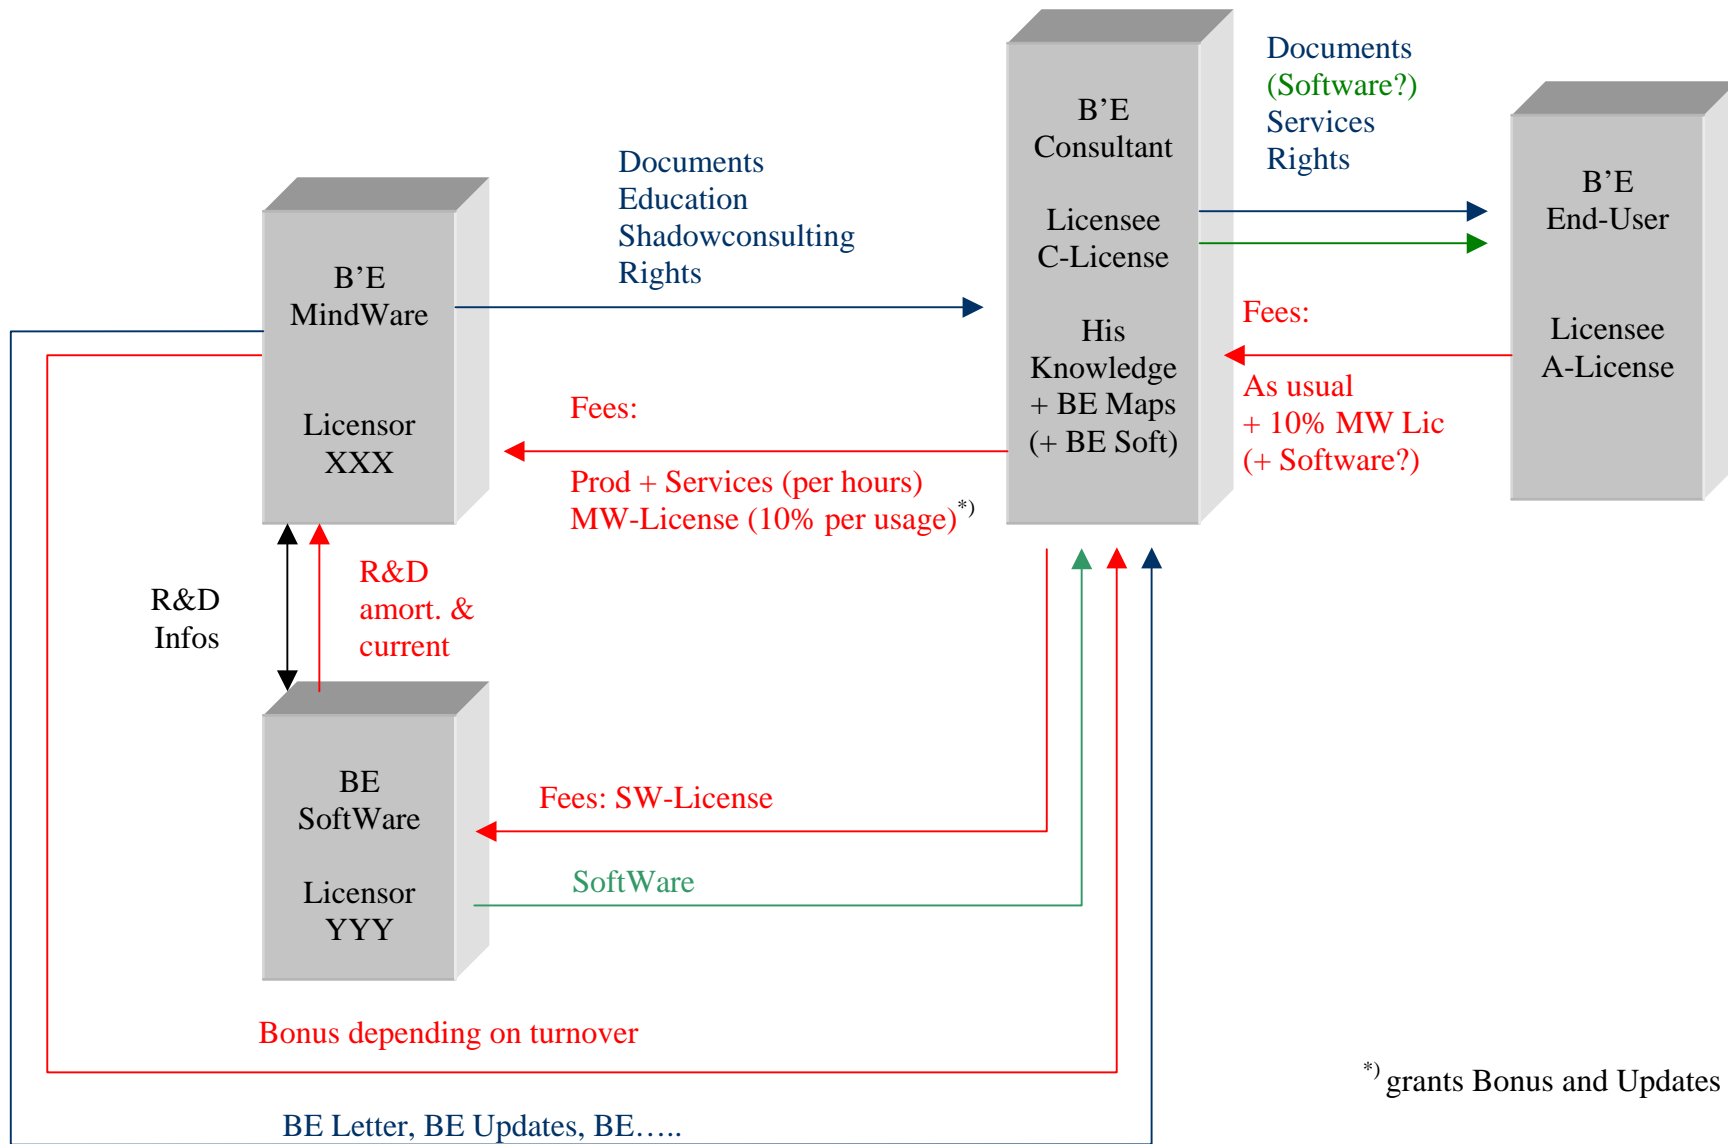 Documents
(Software?)
Services
Rights
B’E
Consultant
Licensee
C-License
His
Knowledge
+ BE Maps
(+ BE Soft)
B’E
End-User
Licensee
A-License
Documents
Education
Shadowconsulting
Rights
B’E
MindWare
Licensor
XXX
Fees:
As usual
+ 10% MW Lic
(+ Software?)
Fees:
Prod + Services (per hours)
MW-License (10% per usage)*)
R&D
Infos
R&D
amort. &
current
BE
SoftWare
Licensor
YYY
Fees: SW-License
SoftWare
Bonus depending on turnover
*) grants Bonus and Updates
BE Letter, BE Updates, BE…..